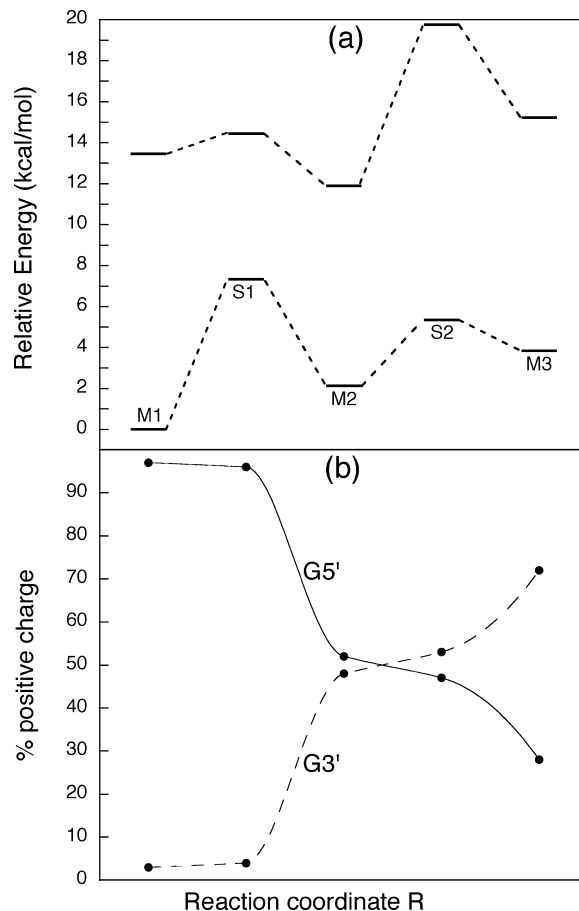 (a)
Relative Energy (kcal/mol)
20
18
16
14
12
10
8
6
4
2
0
M1
S1
M2
S2
M3
(b)
% positive charge
90
80
70
60
50
40
30
20
10
0
G5'
G3'
Reaction coordinate R